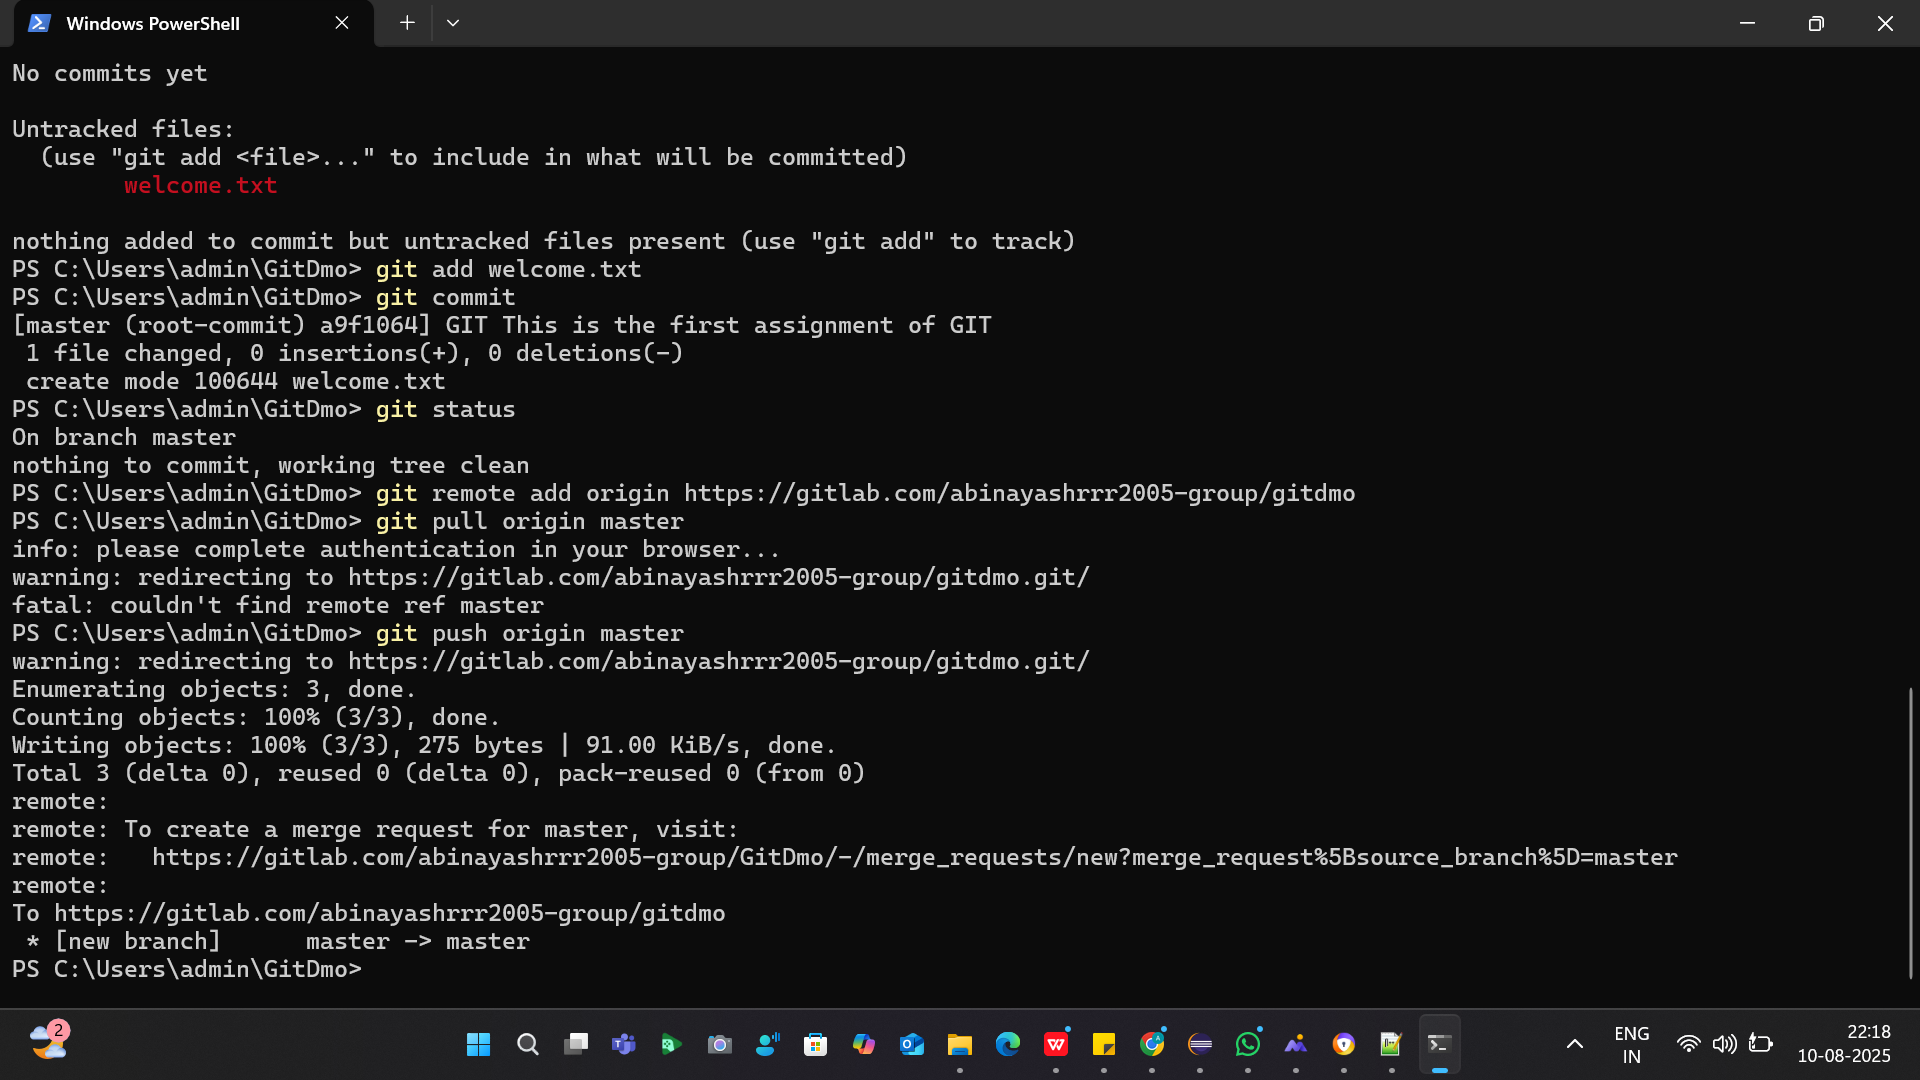 Windows PowerShell
No commits yet
Untracked files:
  (use "git add <file>..." to include in what will be committed)
        welcome.txt
nothing added to commit but untracked files present (use "git add" to track)
PS C:\Users\admin\GitDmo> git add welcome.txt
PS C:\Users\admin\GitDmo> git commit
[master (root-commit) a9f1064] GIT This is the first assignment of GIT
 1 file changed, 0 insertions(+), 0 deletions(-)
 create mode 100644 welcome.txt
PS C:\Users\admin\GitDmo> git status
On branch master
nothing to commit, working tree clean
PS C:\Users\admin\GitDmo> git remote add origin https://gitlab.com/abinayashrrr2005-group/gitdmo
PS C:\Users\admin\GitDmo> git pull origin master
info: please complete authentication in your browser...
warning: redirecting to https://gitlab.com/abinayashrrr2005-group/gitdmo.git/
fatal: couldn't find remote ref master
PS C:\Users\admin\GitDmo> git push origin master
warning: redirecting to https://gitlab.com/abinayashrrr2005-group/gitdmo.git/
Enumerating objects: 3, done.
Counting objects: 100% (3/3), done.
Writing objects: 100% (3/3), 275 bytes | 91.00 KiB/s, done.
Total 3 (delta 0), reused 0 (delta 0), pack-reused 0 (from 0)
remote:
remote: To create a merge request for master, visit:
remote:   https://gitlab.com/abinayashrrr2005-group/GitDmo/-/merge_requests/new?merge_request%5Bsource_branch%5D=master
remote:
To https://gitlab.com/abinayashrrr2005-group/gitdmo
 * [new branch]      master -> master
PS C:\Users\admin\GitDmo>
2
ENG
IN
22:18
10-08-2025